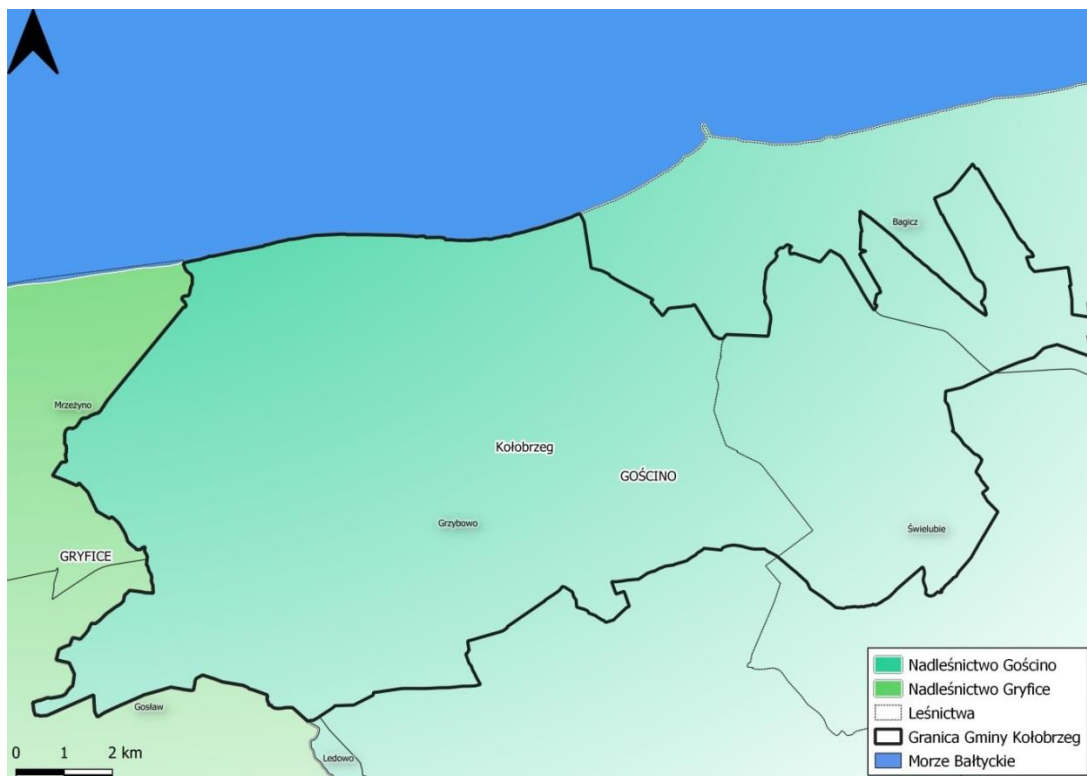 Bagicz
Mrzeżyno
Kołobrzeg
GOŚCINO
Grzybowo
Świelubie
GRYFICE
Gosław
Ledowo
0 1 2 km
Nadleśnictwo Gościno
Nadleśnictwo Gryfice
Leśnictwa
Granica Gminy Kołobrzeg
Morze Bałtyckie